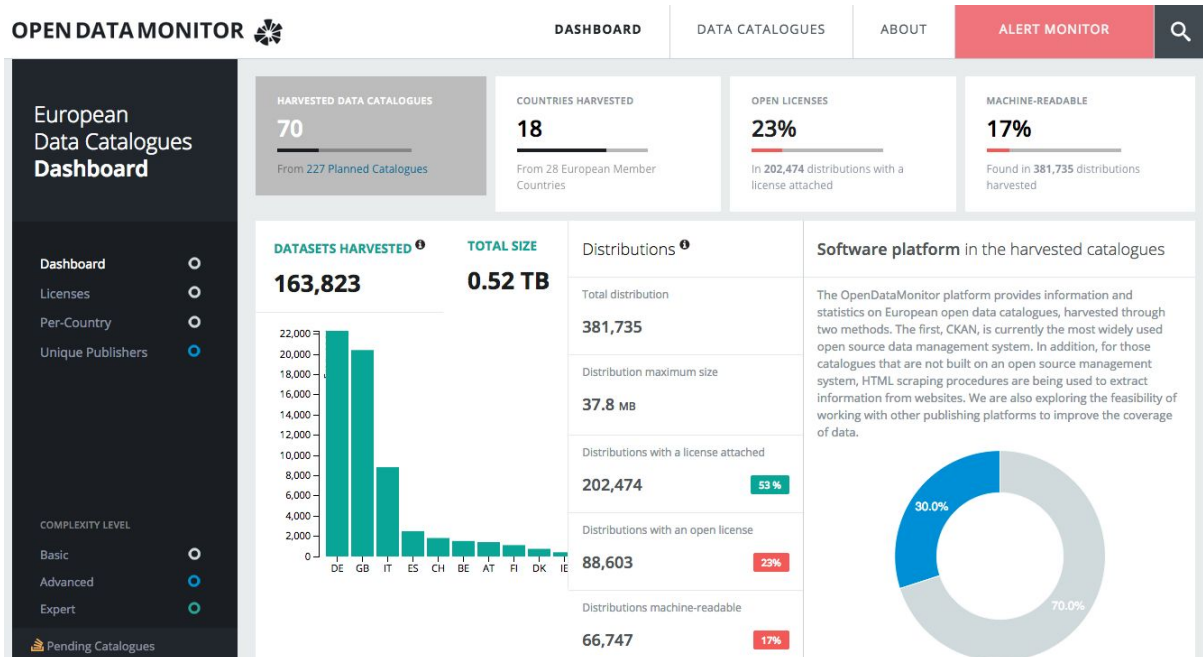 OPEN DATA MONITOR
DASHBOARD
DATA CATALOGUES
ABOUT
ALERT MONITOR
European
Data Catalogues
Dashboard
Dashboard
Licenses
Per-Country
Unique Publishers
COMPLEXITY LEVEL
Basic
Advanced
Expert
Pending Catalogues
HARVESTED DATA CATALOGUES
70
From 227 Planned Catalogues
COUNTRIES HARVESTED
18
From 28 European Member
Countries
OPEN LICENSES
23%
In 202,474 distributions with a
license attached
MACHINE-READABLE
17%
Found in 381,735 distributions
harvested
DATASETS HARVESTED
163,823
TOTAL SIZE
0.52 TB
22,000
20,000
18,000
16,000
14,000
12,000
10,000
8,000
6,000
4,000
2,000
0
DE GB IT ES CH BE AT FI DK IE
Distributions
Total distribution
381,735
Distribution maximum size
37.8 MB
Distributions with a license attached
202,474 53 %
Distributions with an open license
88,603 23%
Distributions machine-readable
66,747 17%
Software platform in the harvested catalogues
The OpenDataMonitor platform provides information and
statistics on European open data catalogues, harvested through
two methods. The first, CKAN, is currently the most widely used
open source data management system. In addition, for those
catalogues that are not built on an open source management
system, HTML scraping procedures are being used to extract
information from websites. We are also exploring the feasibility of
working with other publishing platforms to improve the coverage
of data.
30.0%
70.0%